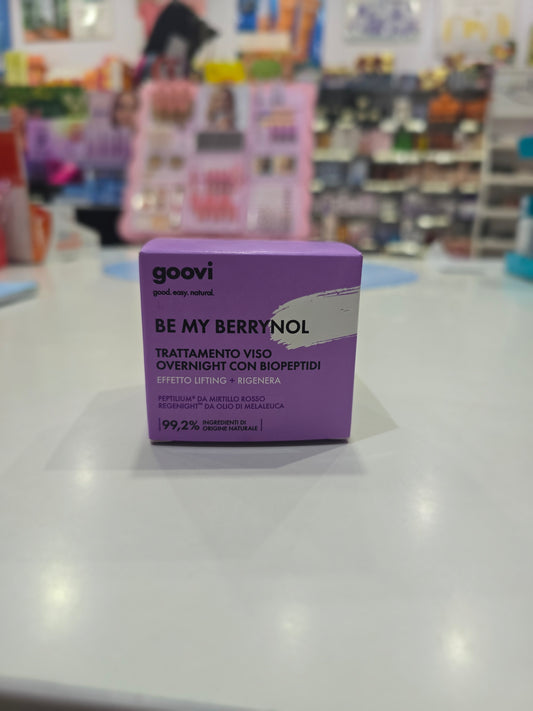 goovi
good. easy. natural.
BE MY BERRYNOL
TRATTAMENTO VISO
OVERNIGHT CON BIOPEPTIDI
EFFETTO LIFTING + RIGENERA
PEPTILIUM® DA MIRTILLO ROSSO
REGENIGHT™ DA OLIO DI MELALEUCA
99,2% INGREDIENTI DI
ORIGINE NATURALE